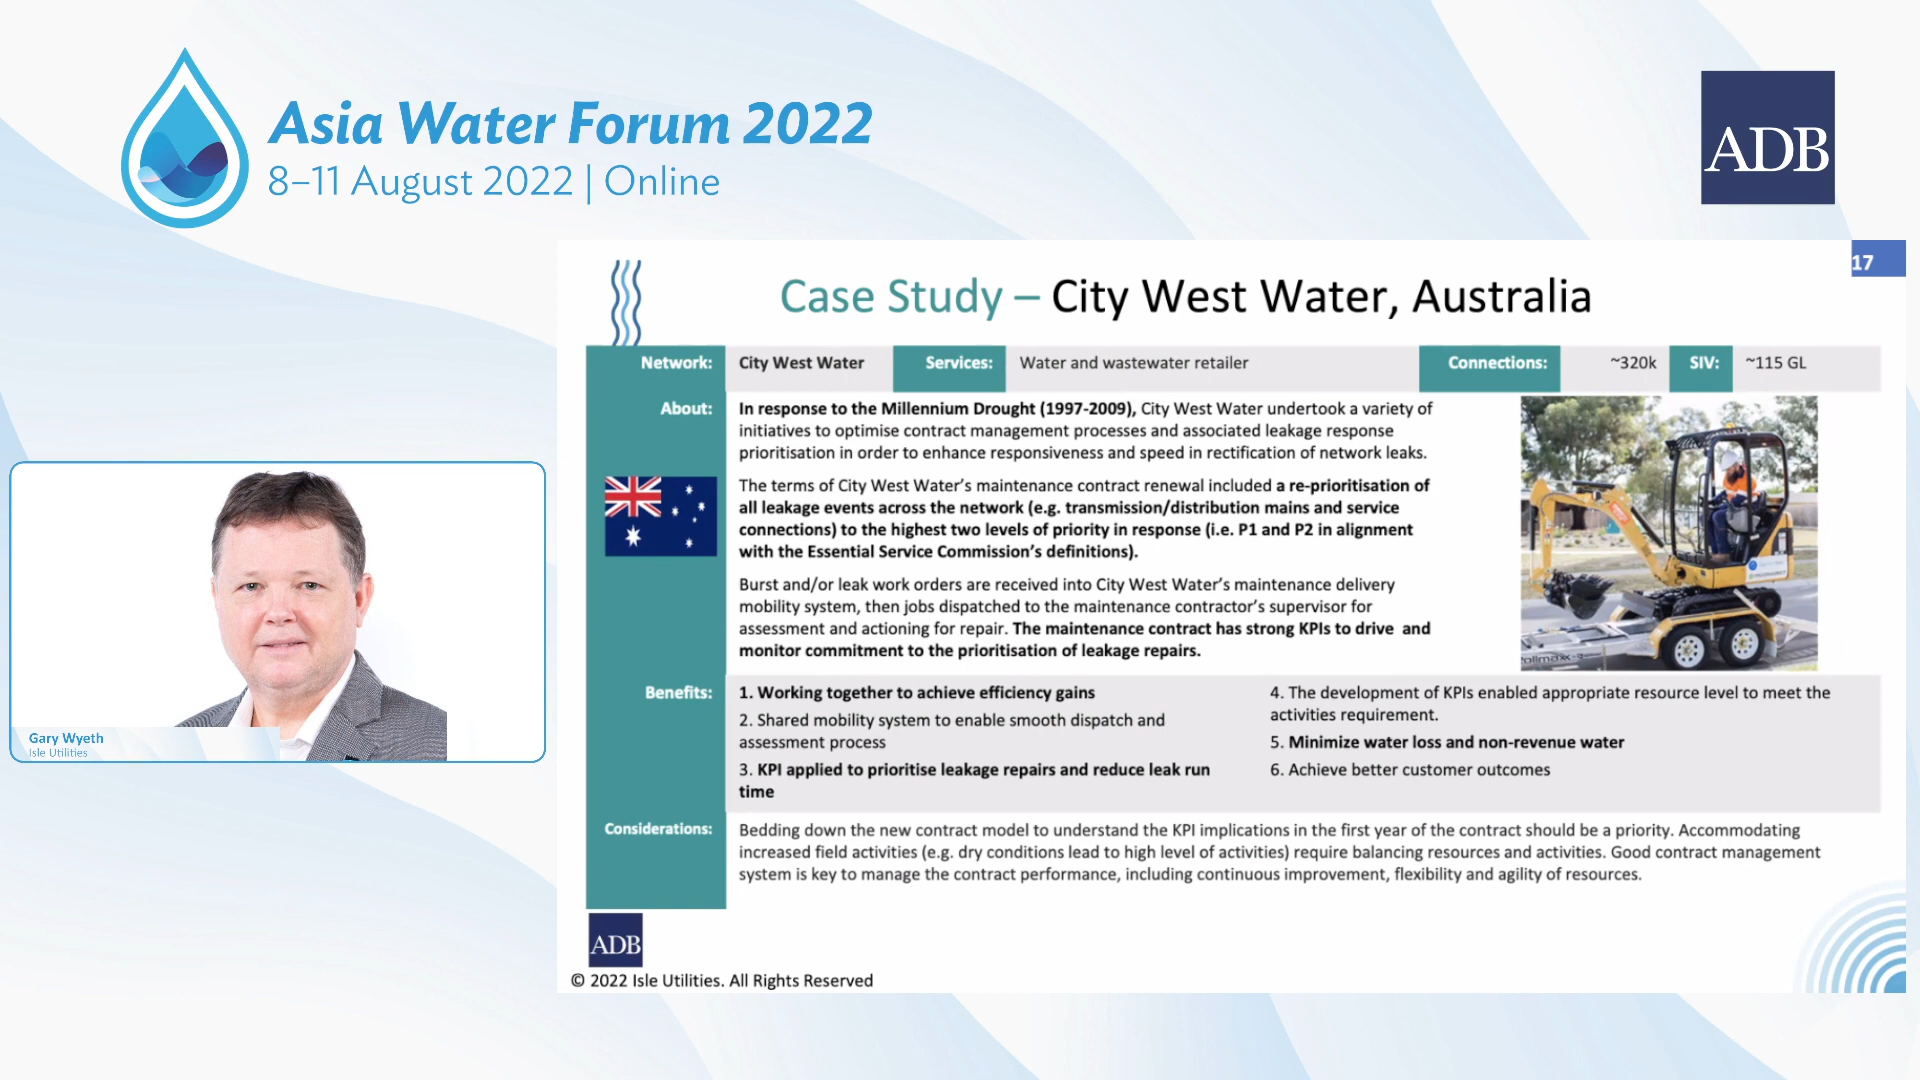 Asia Water Forum 2022
8–11 August 2022 | Online
ADB
17
Case Study – City West Water, Australia
Network: City West Water Services: Water and wastewater retailer Connections: ~320k SIV: ~115 GL
About:
In response to the Millennium Drought (1997-2009), City West Water undertook a variety of
initiatives to optimise contract management processes and associated leakage response
prioritisation in order to enhance responsiveness and speed in rectification of network leaks.
The terms of City West Water’s maintenance contract renewal included a re-prioritisation of
all leakage events across the network (e.g. transmission/distribution mains and service
connections) to the highest two levels of priority in response (i.e. P1 and P2 in alignment
with the Essential Service Commission’s definitions).
Burst and/or leak work orders are received into City West Water’s maintenance delivery
mobility system, then jobs dispatched to the maintenance contractor’s supervisor for
assessment and actioning for repair. The maintenance contract has strong KPIs to drive and
monitor commitment to the prioritisation of leakage repairs.
Benefits:
1. Working together to achieve efficiency gains
2. Shared mobility system to enable smooth dispatch and
assessment process
3. KPI applied to prioritise leakage repairs and reduce leak run
time
4. The development of KPIs enabled appropriate resource level to meet the
activities requirement.
5. Minimize water loss and non-revenue water
6. Achieve better customer outcomes
Considerations:
Bedding down the new contract model to understand the KPI implications in the first year of the contract should be a priority. Accommodating
increased field activities (e.g. dry conditions lead to high level of activities) require balancing resources and activities. Good contract management
system is key to manage the contract performance, including continuous improvement, flexibility and agility of resources.
ADB
© 2022 Isle Utilities. All Rights Reserved
Gary Wyeth
Isle Utilities